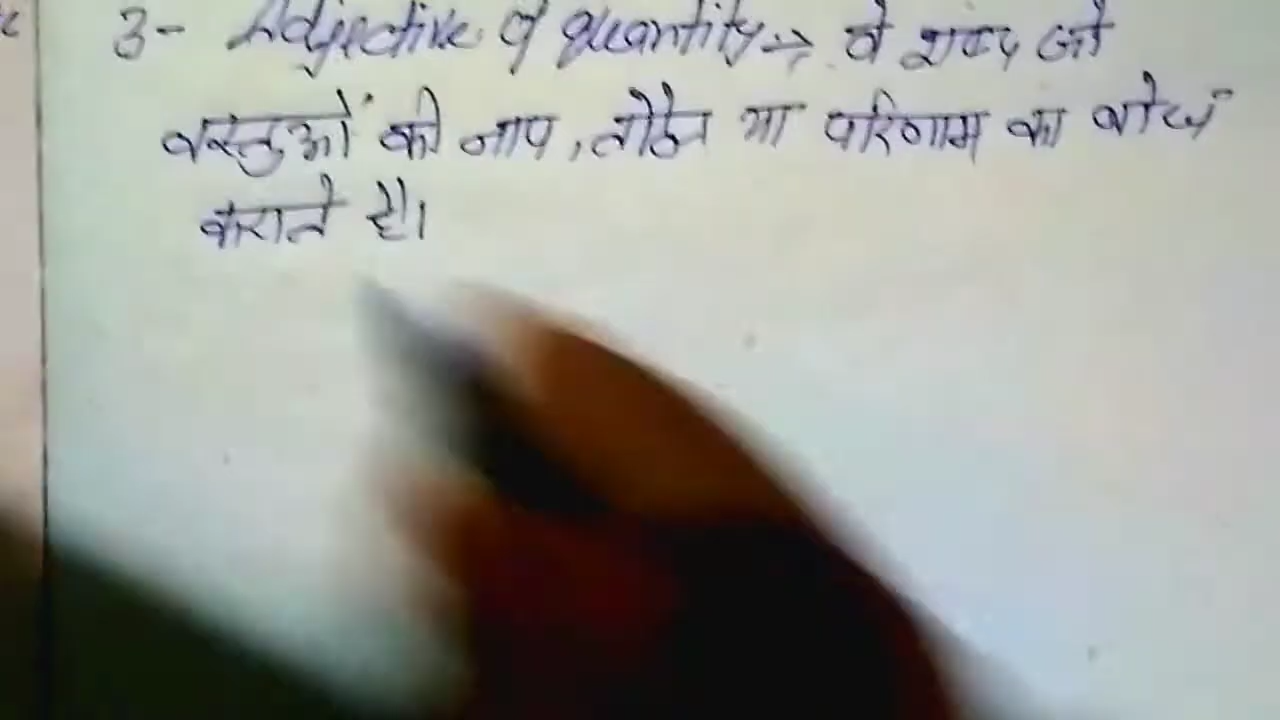 3- Adjective of quantity:→ वे शब्द जो
वस्तुओं की नाप, तौल या परिणाम का बोध
कराते है।